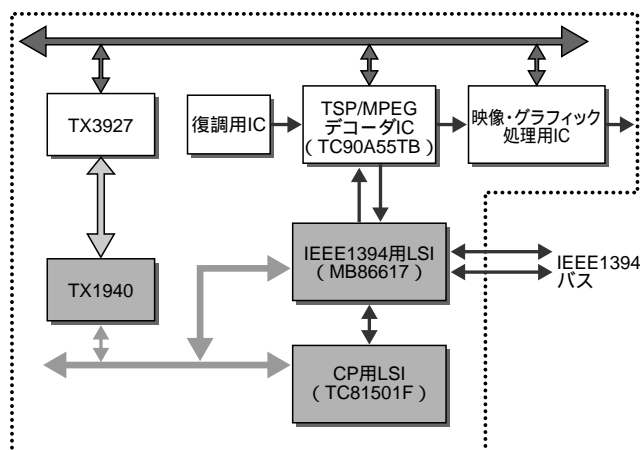 TX3927
復調用IC
TSP/MPEG
デコーダIC
(TC90A55TB)
映像・グラフィック
処理用IC
TX1940
IEEE1394用LSI
(MB86617)
IEEE1394
バス
CP用LSI
(TC81501F)